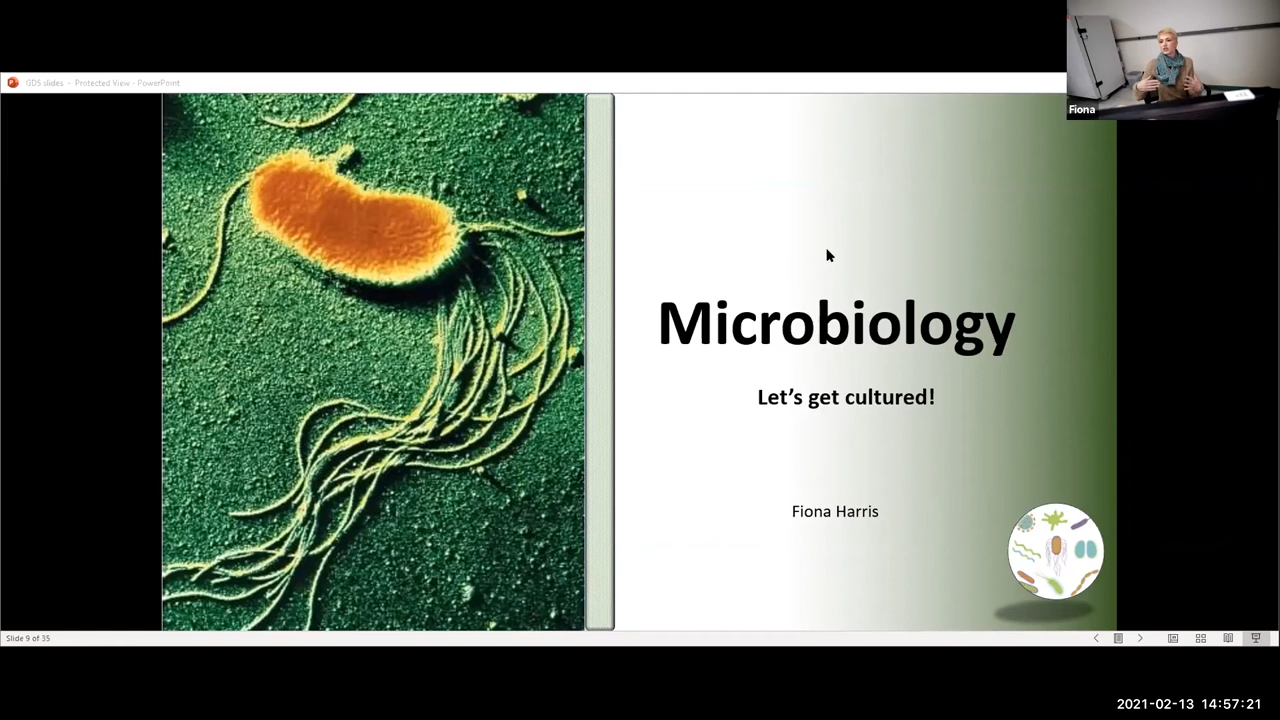 GDS slides - Protected View - PowerPoint
Fiona
Microbiology
Let's get cultured!
Fiona Harris
Slide 9 of 35
2021-02-13 14:57:21